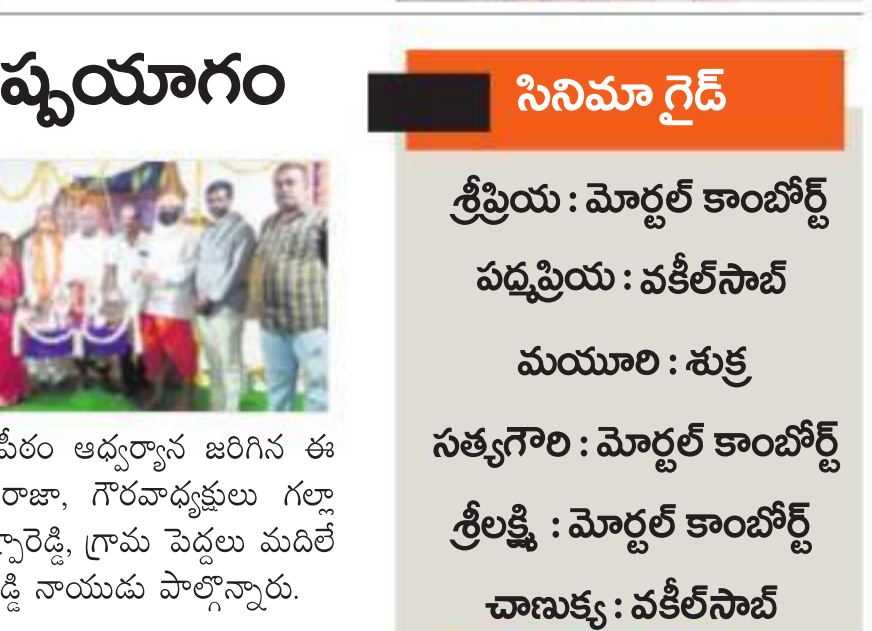 ష్పయాగం
పీఠం ఆధ్వర్యాన జరిగిన ఈ
రాజా, గౌరవాధ్యక్షులు గల్లా
ప్పారెడ్డి, గ్రామ పెద్దలు మదిలే
డ్డి నాయుడు పాల్గొన్నారు.
సినిమా గైడ్
శ్రీప్రియ : మోర్టల్ కాంబోర్ట్
పద్మప్రియ : వకీల్‌సాబ్
మయూరి : శుక్ర
సత్యగౌరి : మోర్టల్ కాంబోర్ట్
శ్రీలక్ష్మి : మోర్టల్ కాంబోర్ట్
చాణుక్య : వకీల్‌సాబ్